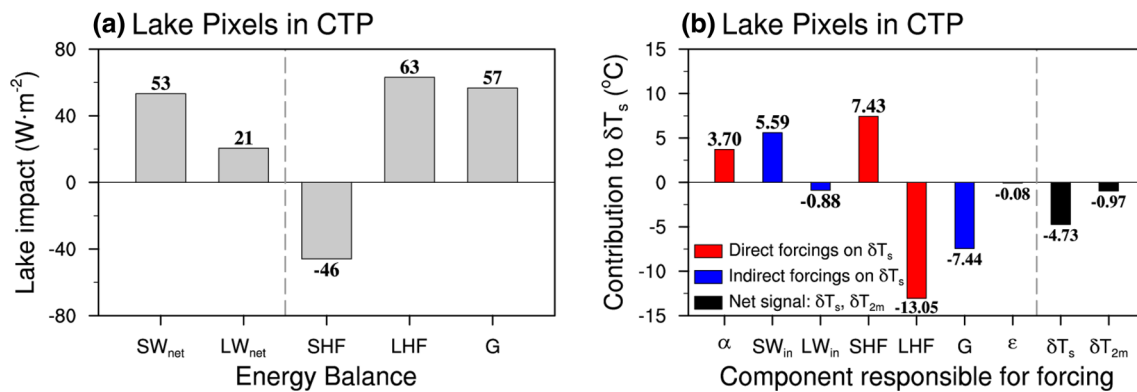 (a) Lake Pixels in CTP
Lake impact (W·m⁻²)
80
40
0
-40
-80
53
21
-46
63
57
SWnet LWnet SHF LHF G
Energy Balance
(b) Lake Pixels in CTP
Contribution to δTs (°C)
15
10
5
0
-5
-10
-15
3.70
5.59
-0.88
7.43
-13.05
-7.44
-0.08
-4.73
-0.97
Direct forcings on δTs
Indirect forcings on δTs
Net signal: δTs, δT2m
α SWin LWin SHF LHF G ε δTs δT2m
Component responsible for forcing